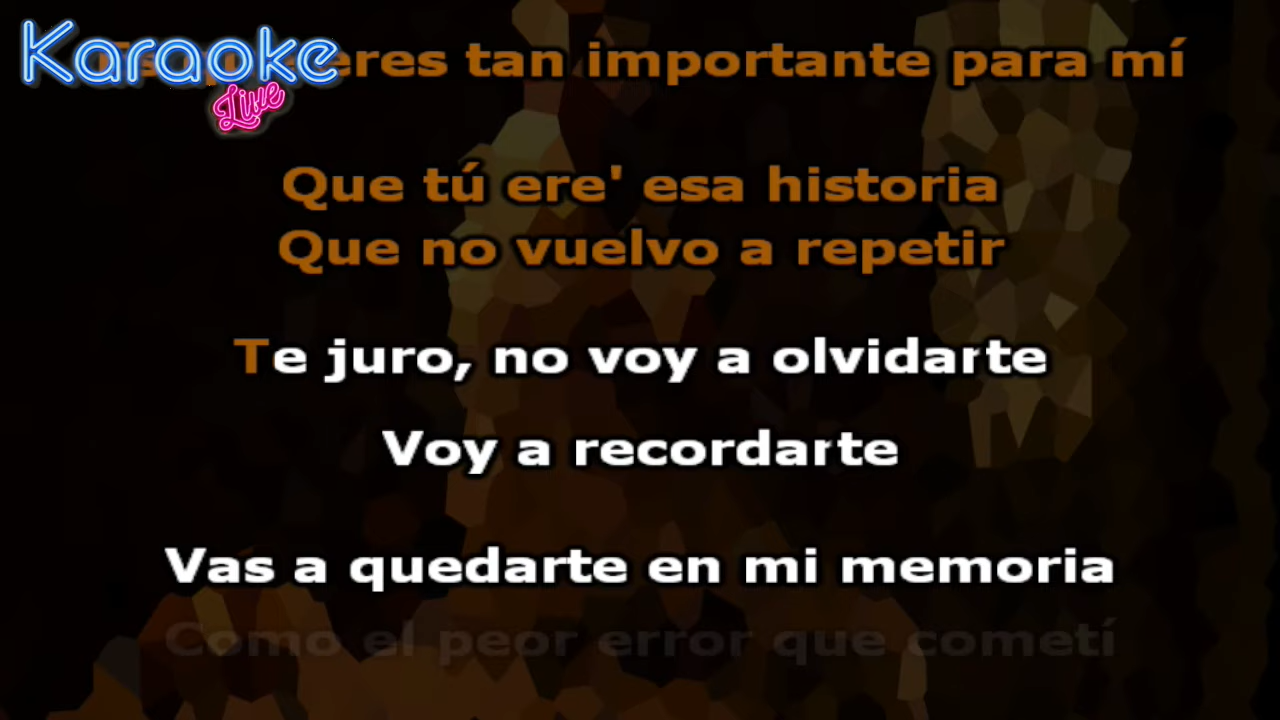 Karaoke
Live
eres tan importante para mí
Que tú ere' esa historia
Que no vuelvo a repetir
Te juro, no voy a olvidarte
Voy a recordarte
Vas a quedarte en mi memoria
Como el peor error que cometí